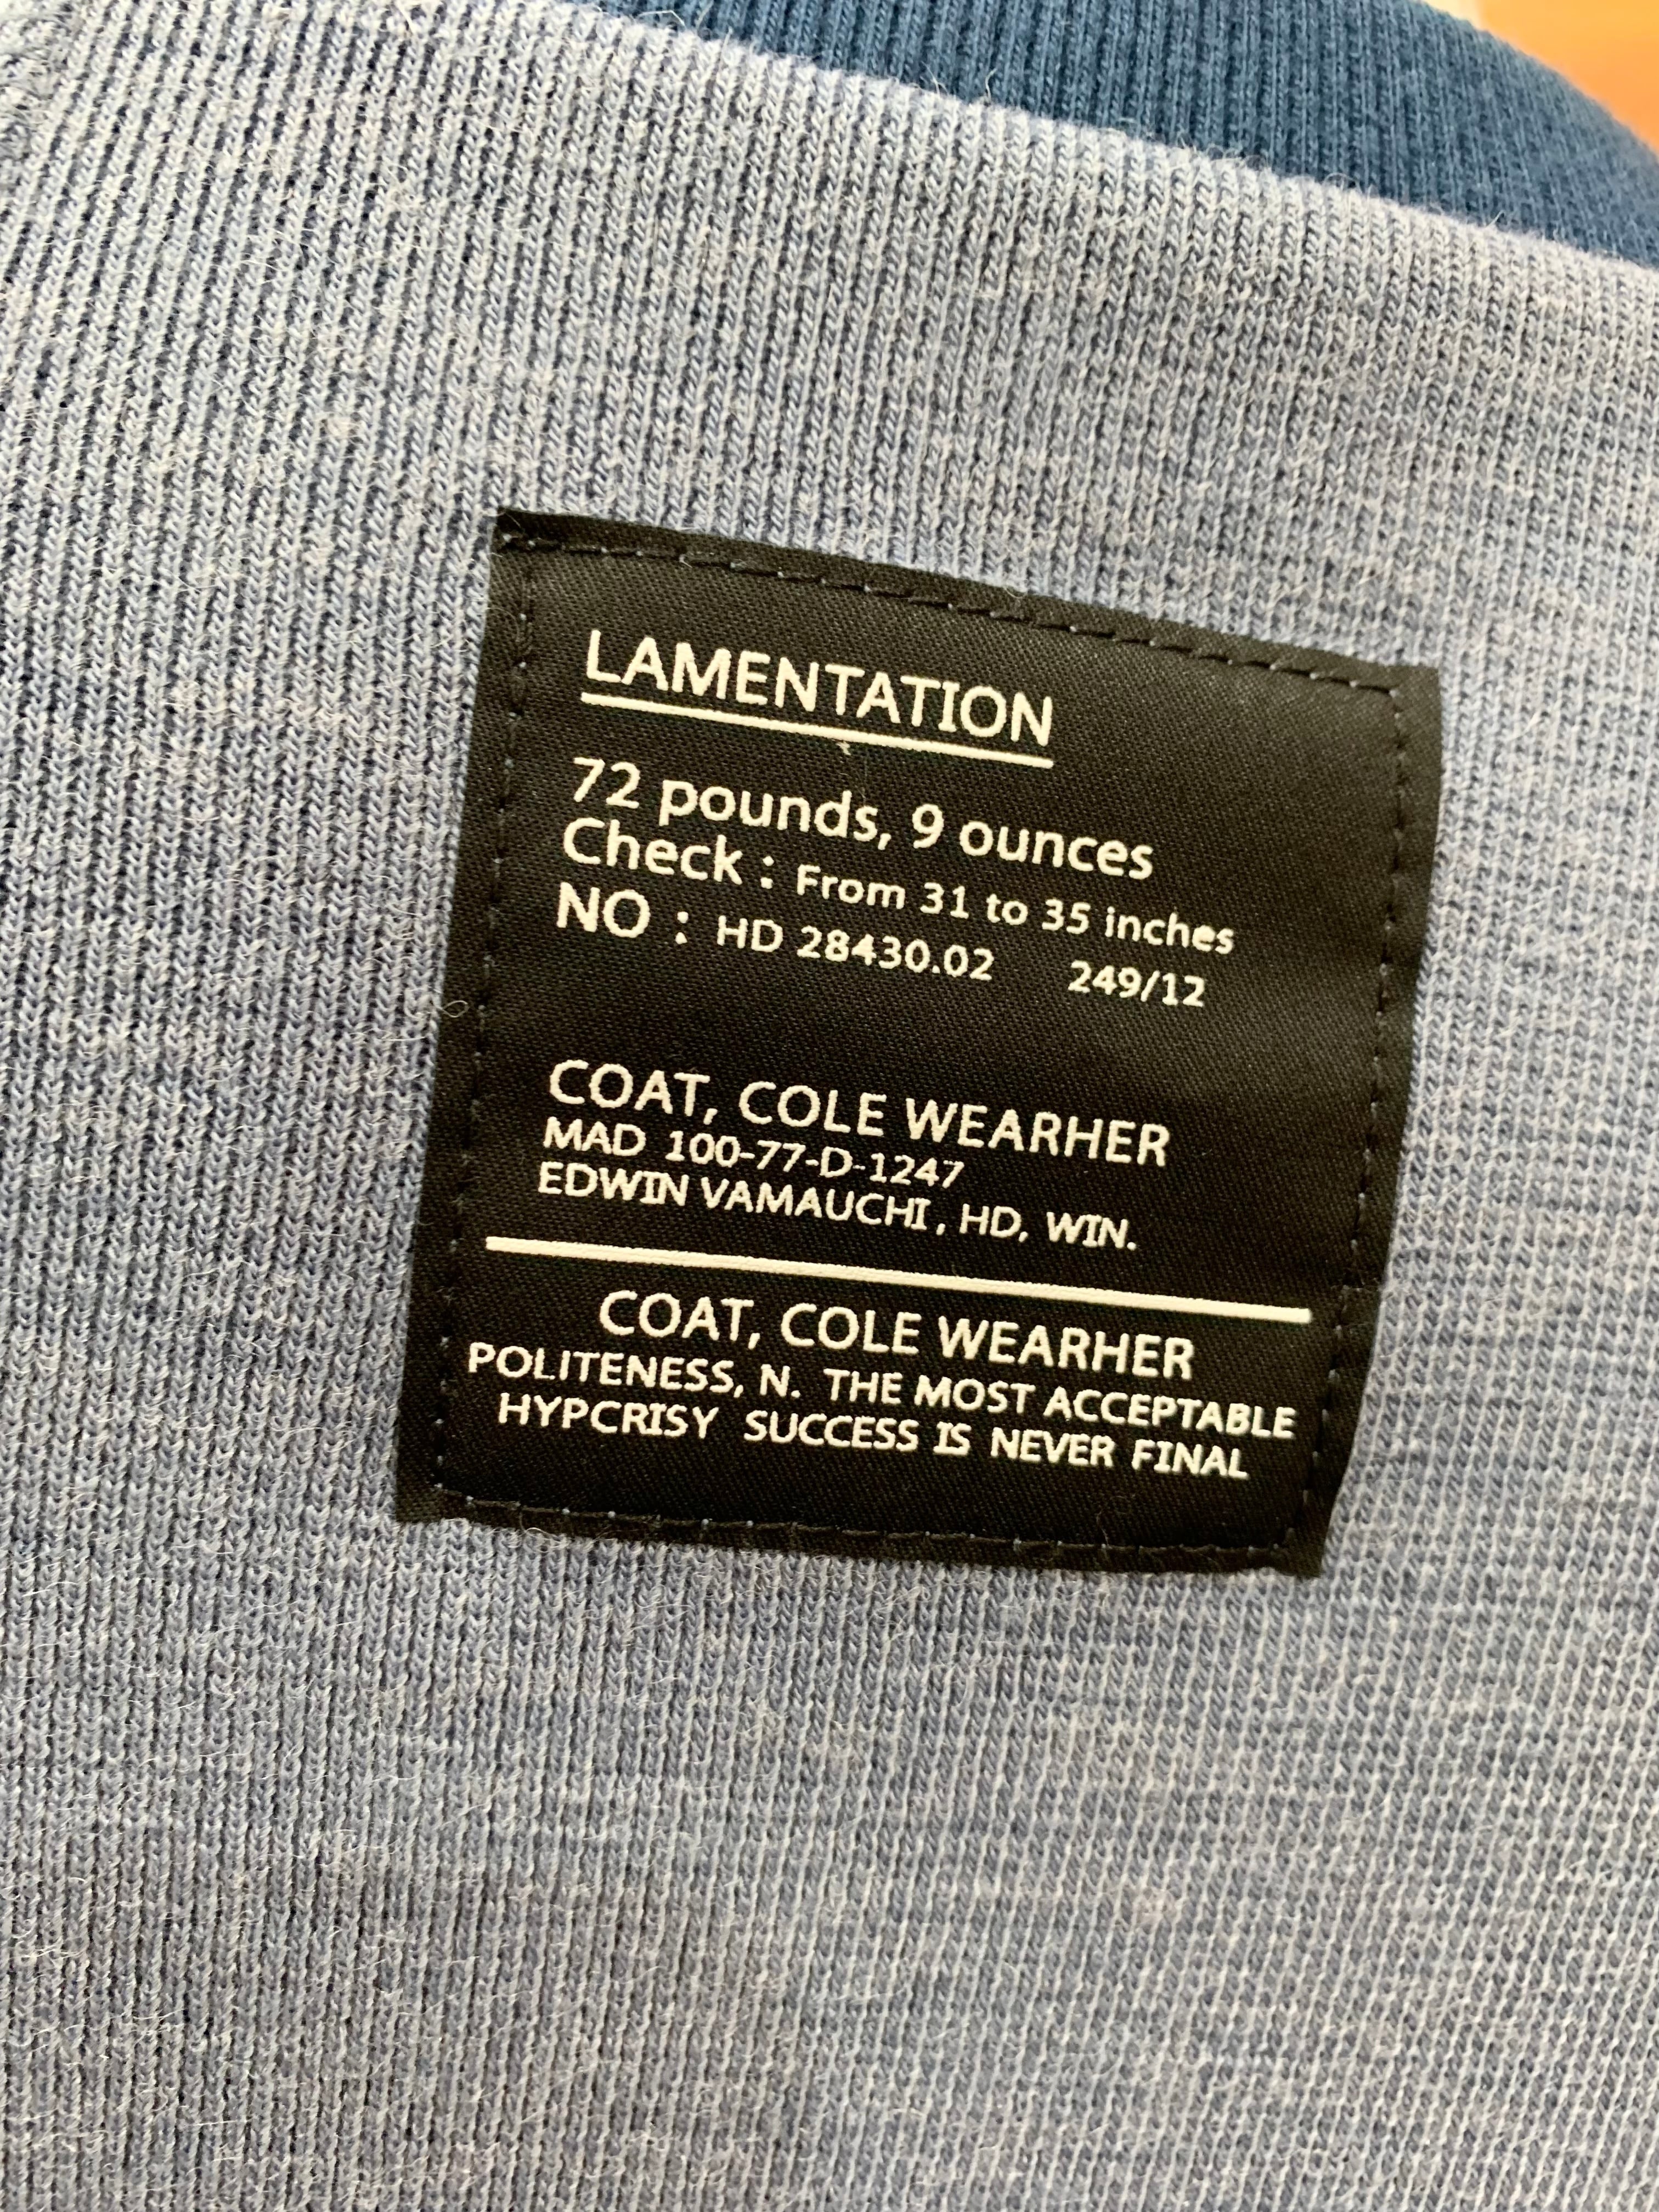 LAMENTATION
72 pounds, 9 ounces
Check : From 31 to 35 inches
NO : HD 28430.02 249/12
COAT, COLE WEARHER
MAD 100-77-D-1247
EDWIN VAMAUCHI, HD, WIN.
COAT, COLE WEARHER
POLITENESS, N. THE MOST ACCEPTABLE
HYPCRISY SUCCESS IS NEVER FINAL